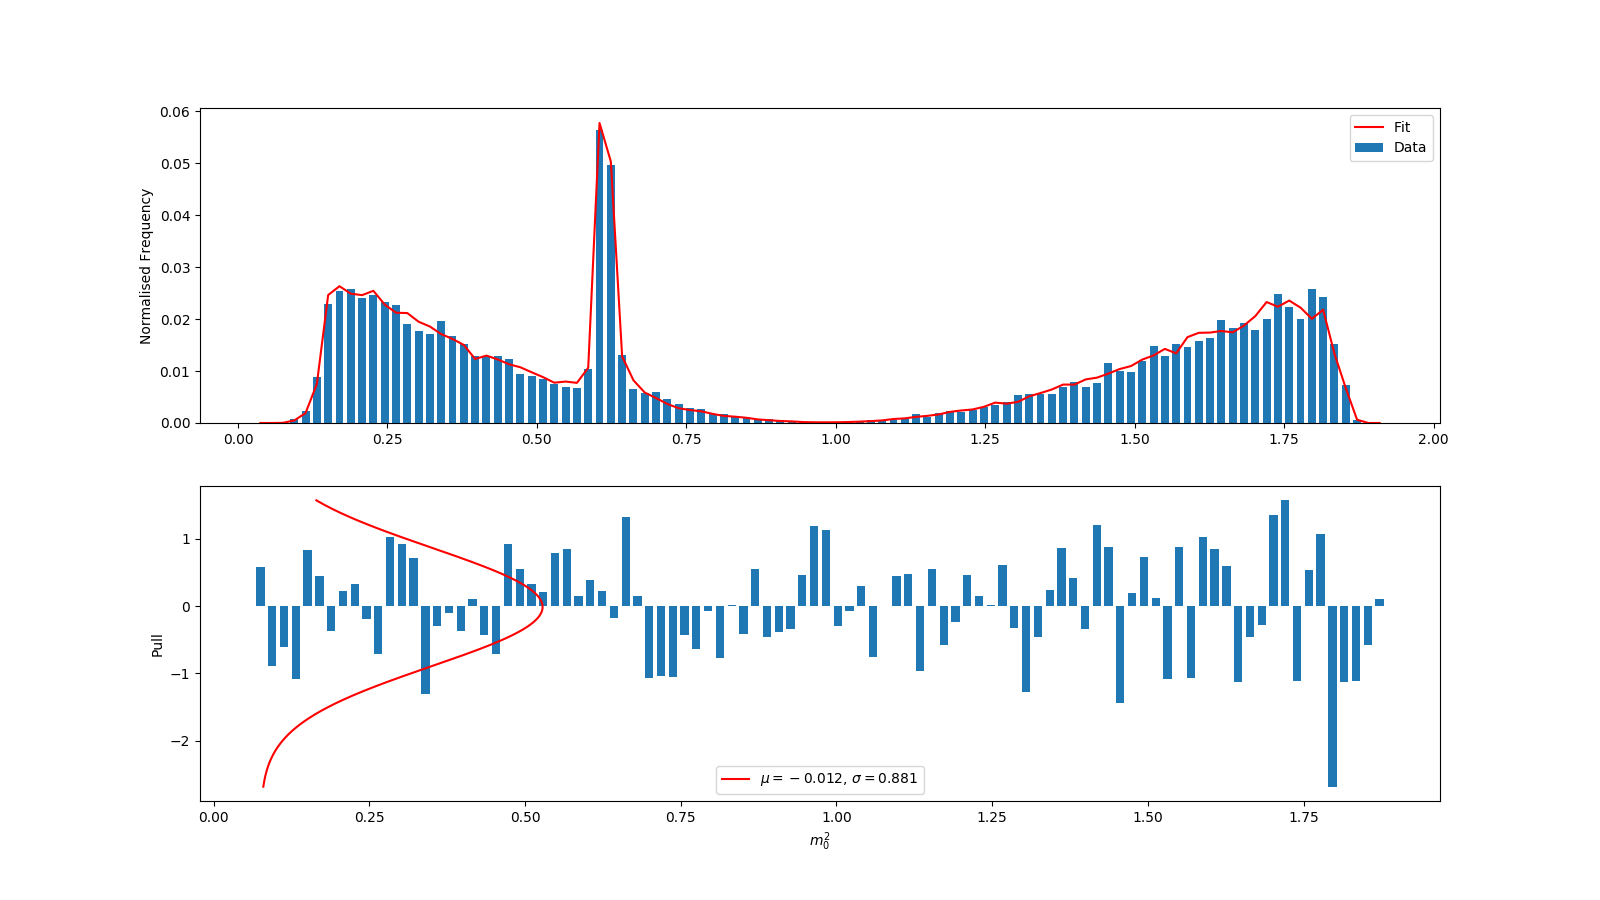 0.06
0.05
0.04
0.03
0.02
0.01
0.00
Normalised Frequency
Fit
Data
0.00 0.25 0.50 0.75 1.00 1.25 1.50 1.75 2.00
1
0
−1
−2
Pull
μ = −0.012, σ = 0.881
0.00 0.25 0.50 0.75 1.00 1.25 1.50 1.75
m₀²